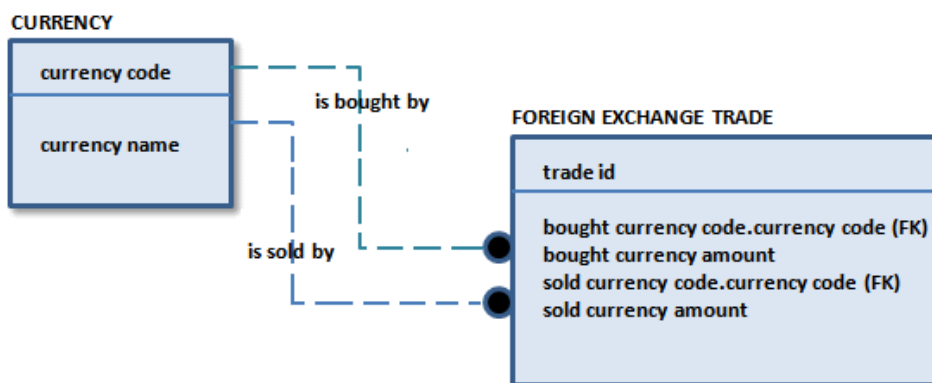 CURRENCY
currency code
currency name
is bought by
is sold by
FOREIGN EXCHANGE TRADE
trade id
bought currency code.currency code (FK)
bought currency amount
sold currency code.currency code (FK)
sold currency amount